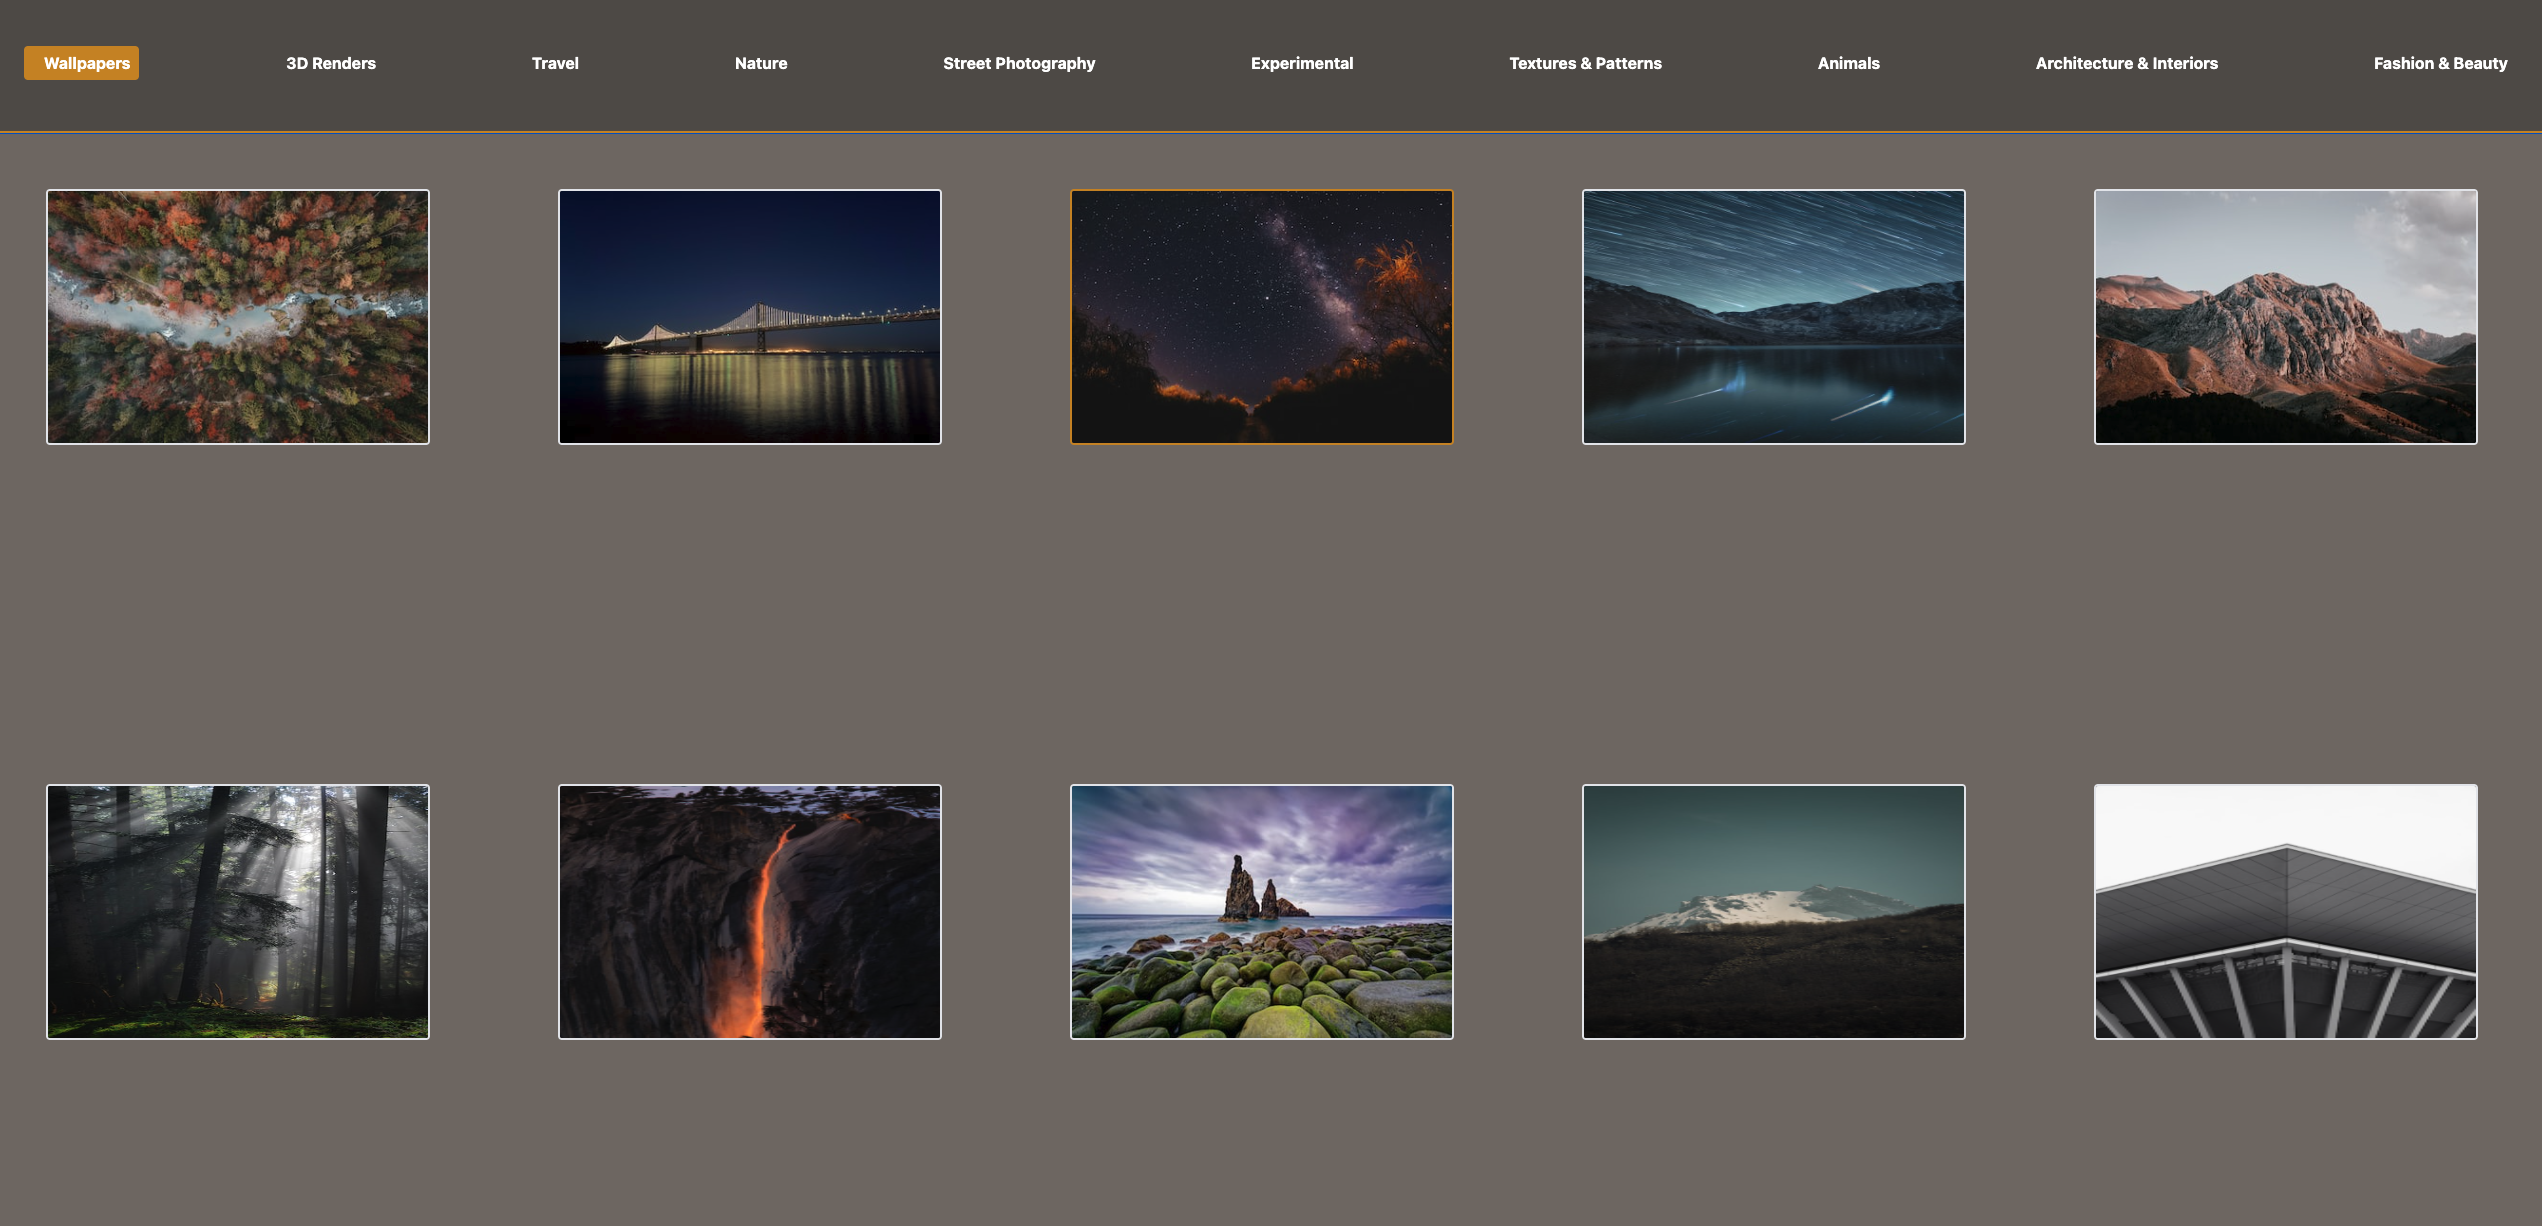 Wallpapers
3D Renders
Travel
Nature
Street Photography
Experimental
Textures & Patterns
Animals
Architecture & Interiors
Fashion & Beauty